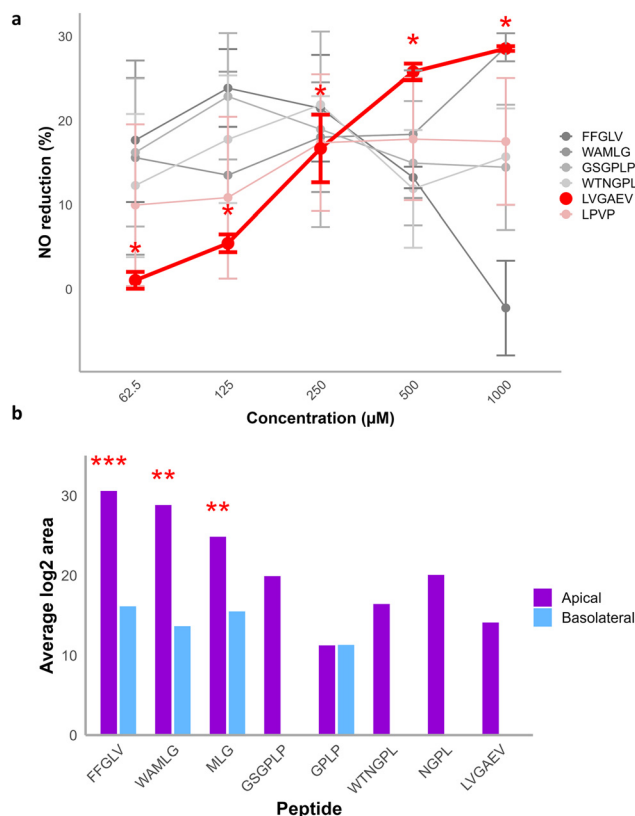 a
NO reduction (%)
30
20
10
0
*
*
*
*
*
62.5
125
250
500
1000
Concentration (µM)
FFGLV
WAMLG
GSGPLP
WTNGPL
LVGAEV
LPVP
b
Average log2 area
30
20
10
0
***
**
**
FFGLV
WAMLG
MLG
GSGPLP
GPLP
WTNGPL
NGPL
LVGAEV
Peptide
Apical
Basolateral